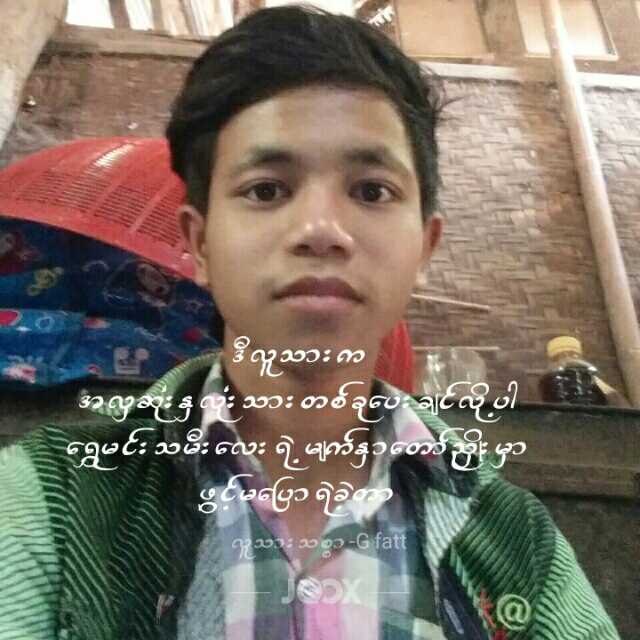 ဒီလူသားက
အလှဆုံးနှလုံးသားတစ်ခုပေးချင်လို့ပါ
ရွှေမင်းသမီးလေးရဲ့မျက်နှာတော်ညှိုးမှာ
ဖွင့်မပြောရဲခဲ့တာ
လူသားသစ္စာ-G fatt
JOOX
@